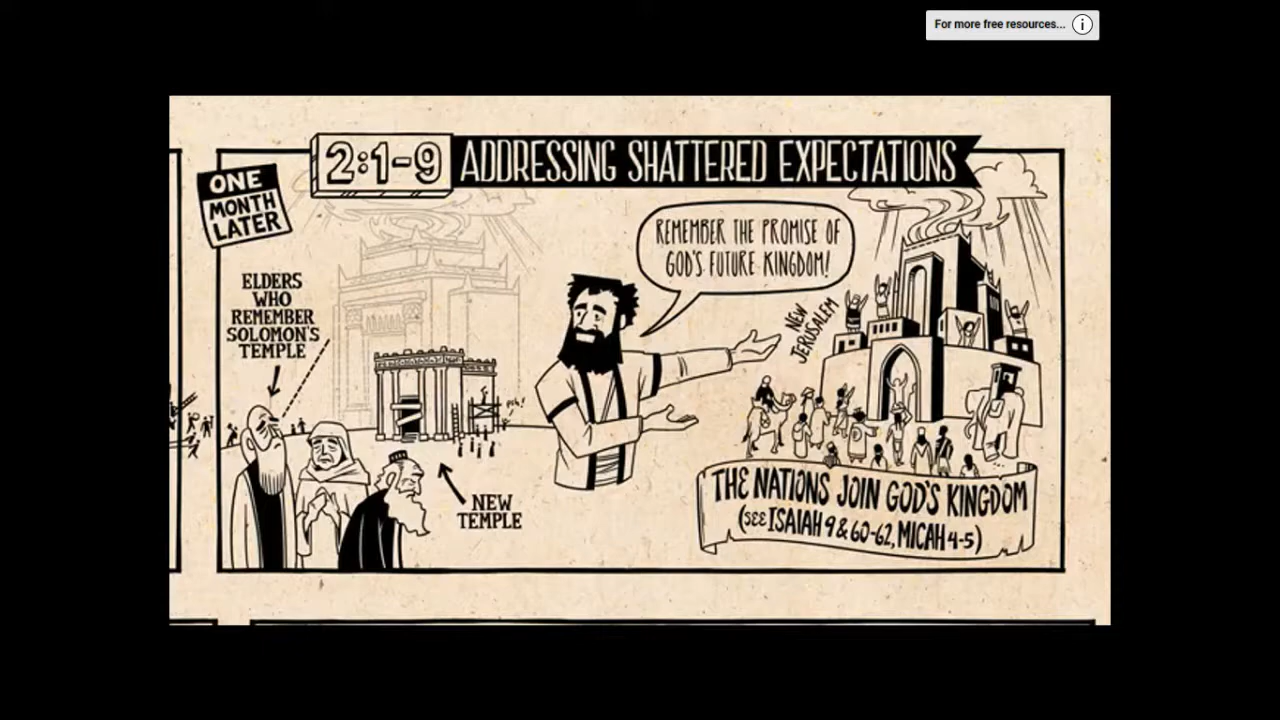 For more free resources...
2:1-9 ADDRESSING SHATTERED EXPECTATIONS
ONE
MONTH
LATER
REMEMBER THE PROMISE OF
GOD'S FUTURE KINGDOM!
ELDERS
WHO
REMEMBER
SOLOMON'S
TEMPLE
NEW
JERUSALEM
NEW
TEMPLE
THE NATIONS JOIN GOD'S KINGDOM
(SEE ISAIAH 9 & 60-62, MICAH 4-5)